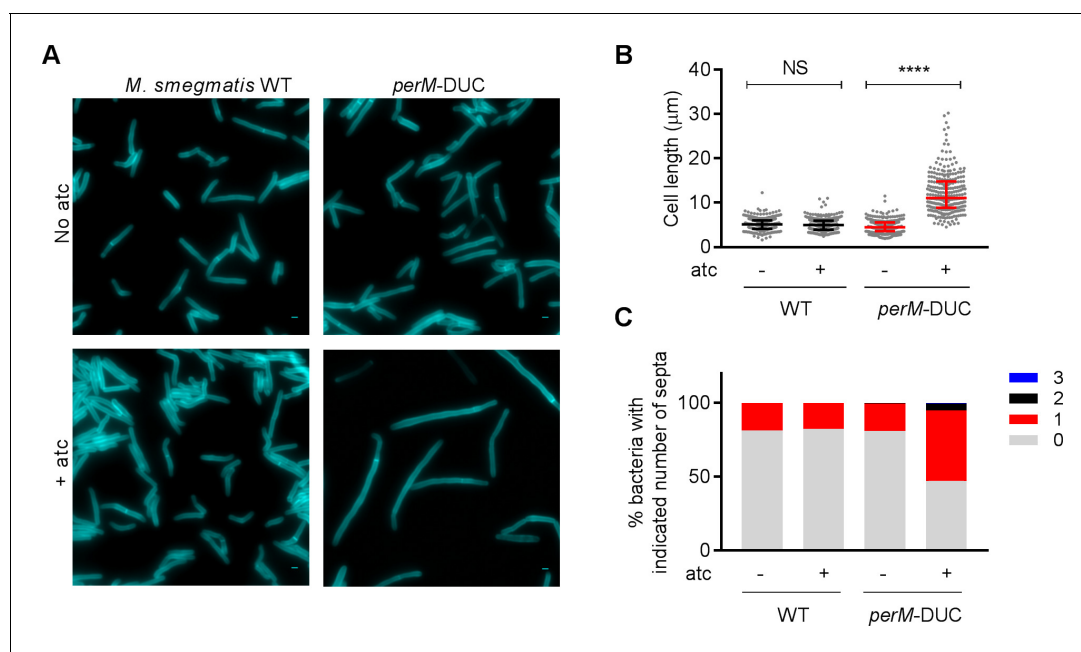 A
M. smegmatis WT
perM-DUC
No atc
+ atc
B
Cell length (μm)
40
30
20
10
0
NS
****
atc - + - +
WT perM-DUC
C
% bacteria with
indicated number of septa
100
50
0
atc - + - +
WT perM-DUC
3
2
1
0